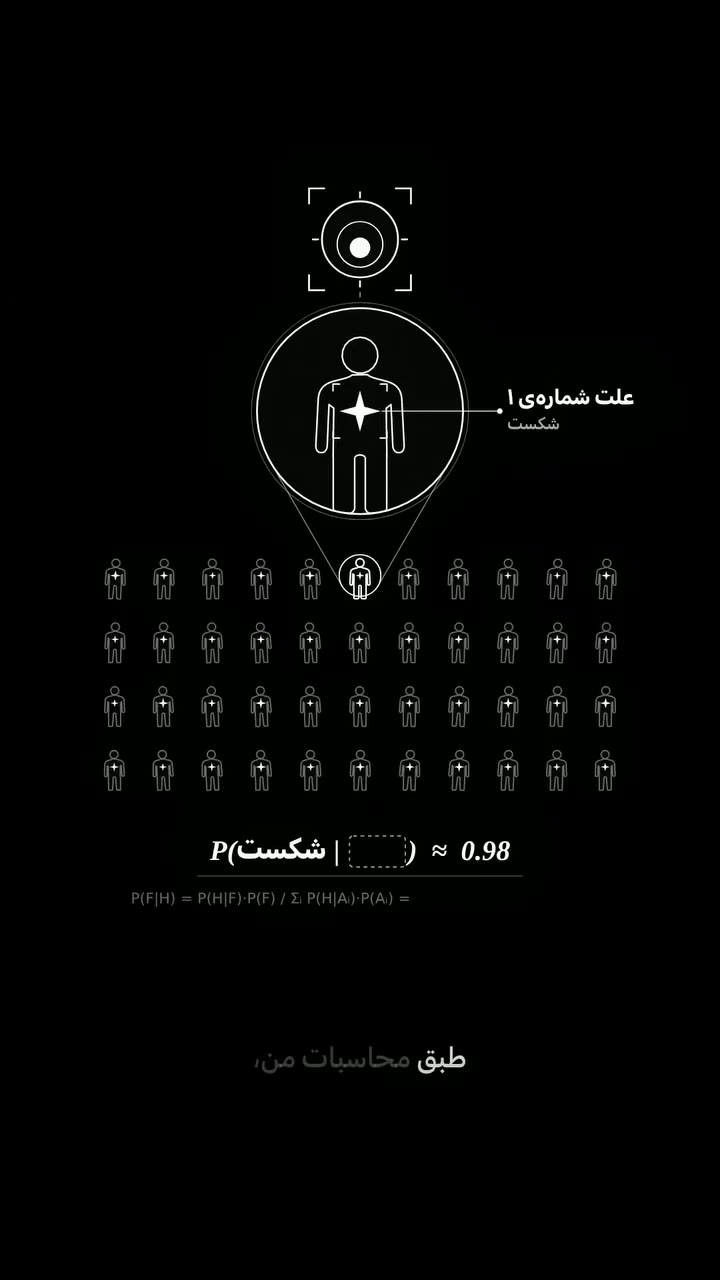 علت شماره‌ی ۱
شکست
P(شکست | ) ≈ 0.98
P(F|H) = P(H|F)·P(F) / Σᵢ P(H|Aᵢ)·P(Aᵢ) =
طبق محاسبات من،